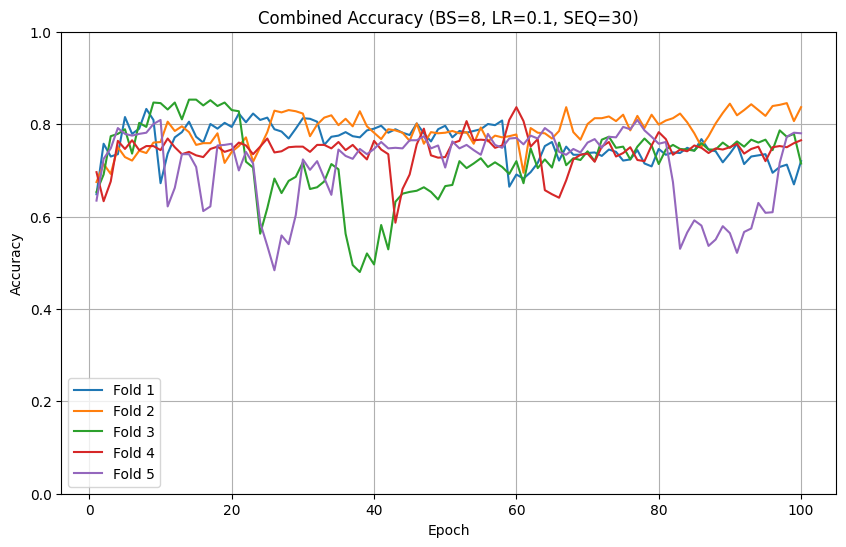 Combined Accuracy (BS=8, LR=0.1, SEQ=30)
1.0
0.8
0.6
0.4
0.2
0.0
Accuracy
Fold 1
Fold 2
Fold 3
Fold 4
Fold 5
0 20 40 60 80 100
Epoch